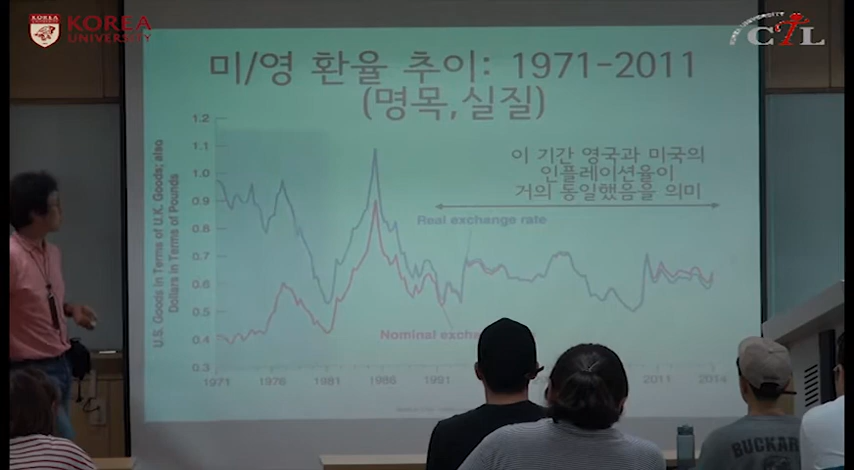 KOREA
UNIVERSITY
CTL
미/영 환율 추이: 1971-2011
(명목,실질)
이 기간 영국과 미국의
인플레이션율이
거의 동일했음을 의미
U.S. Goods in Terms of U.K. Goods; also
Dollars in Terms of Pounds
1.2
1.1
1.0
0.9
0.8
0.7
0.6
0.5
0.4
0.3
Real exchange rate
Nominal
1971
1976
1981
1986
1991
2011
2014
BUCKAR